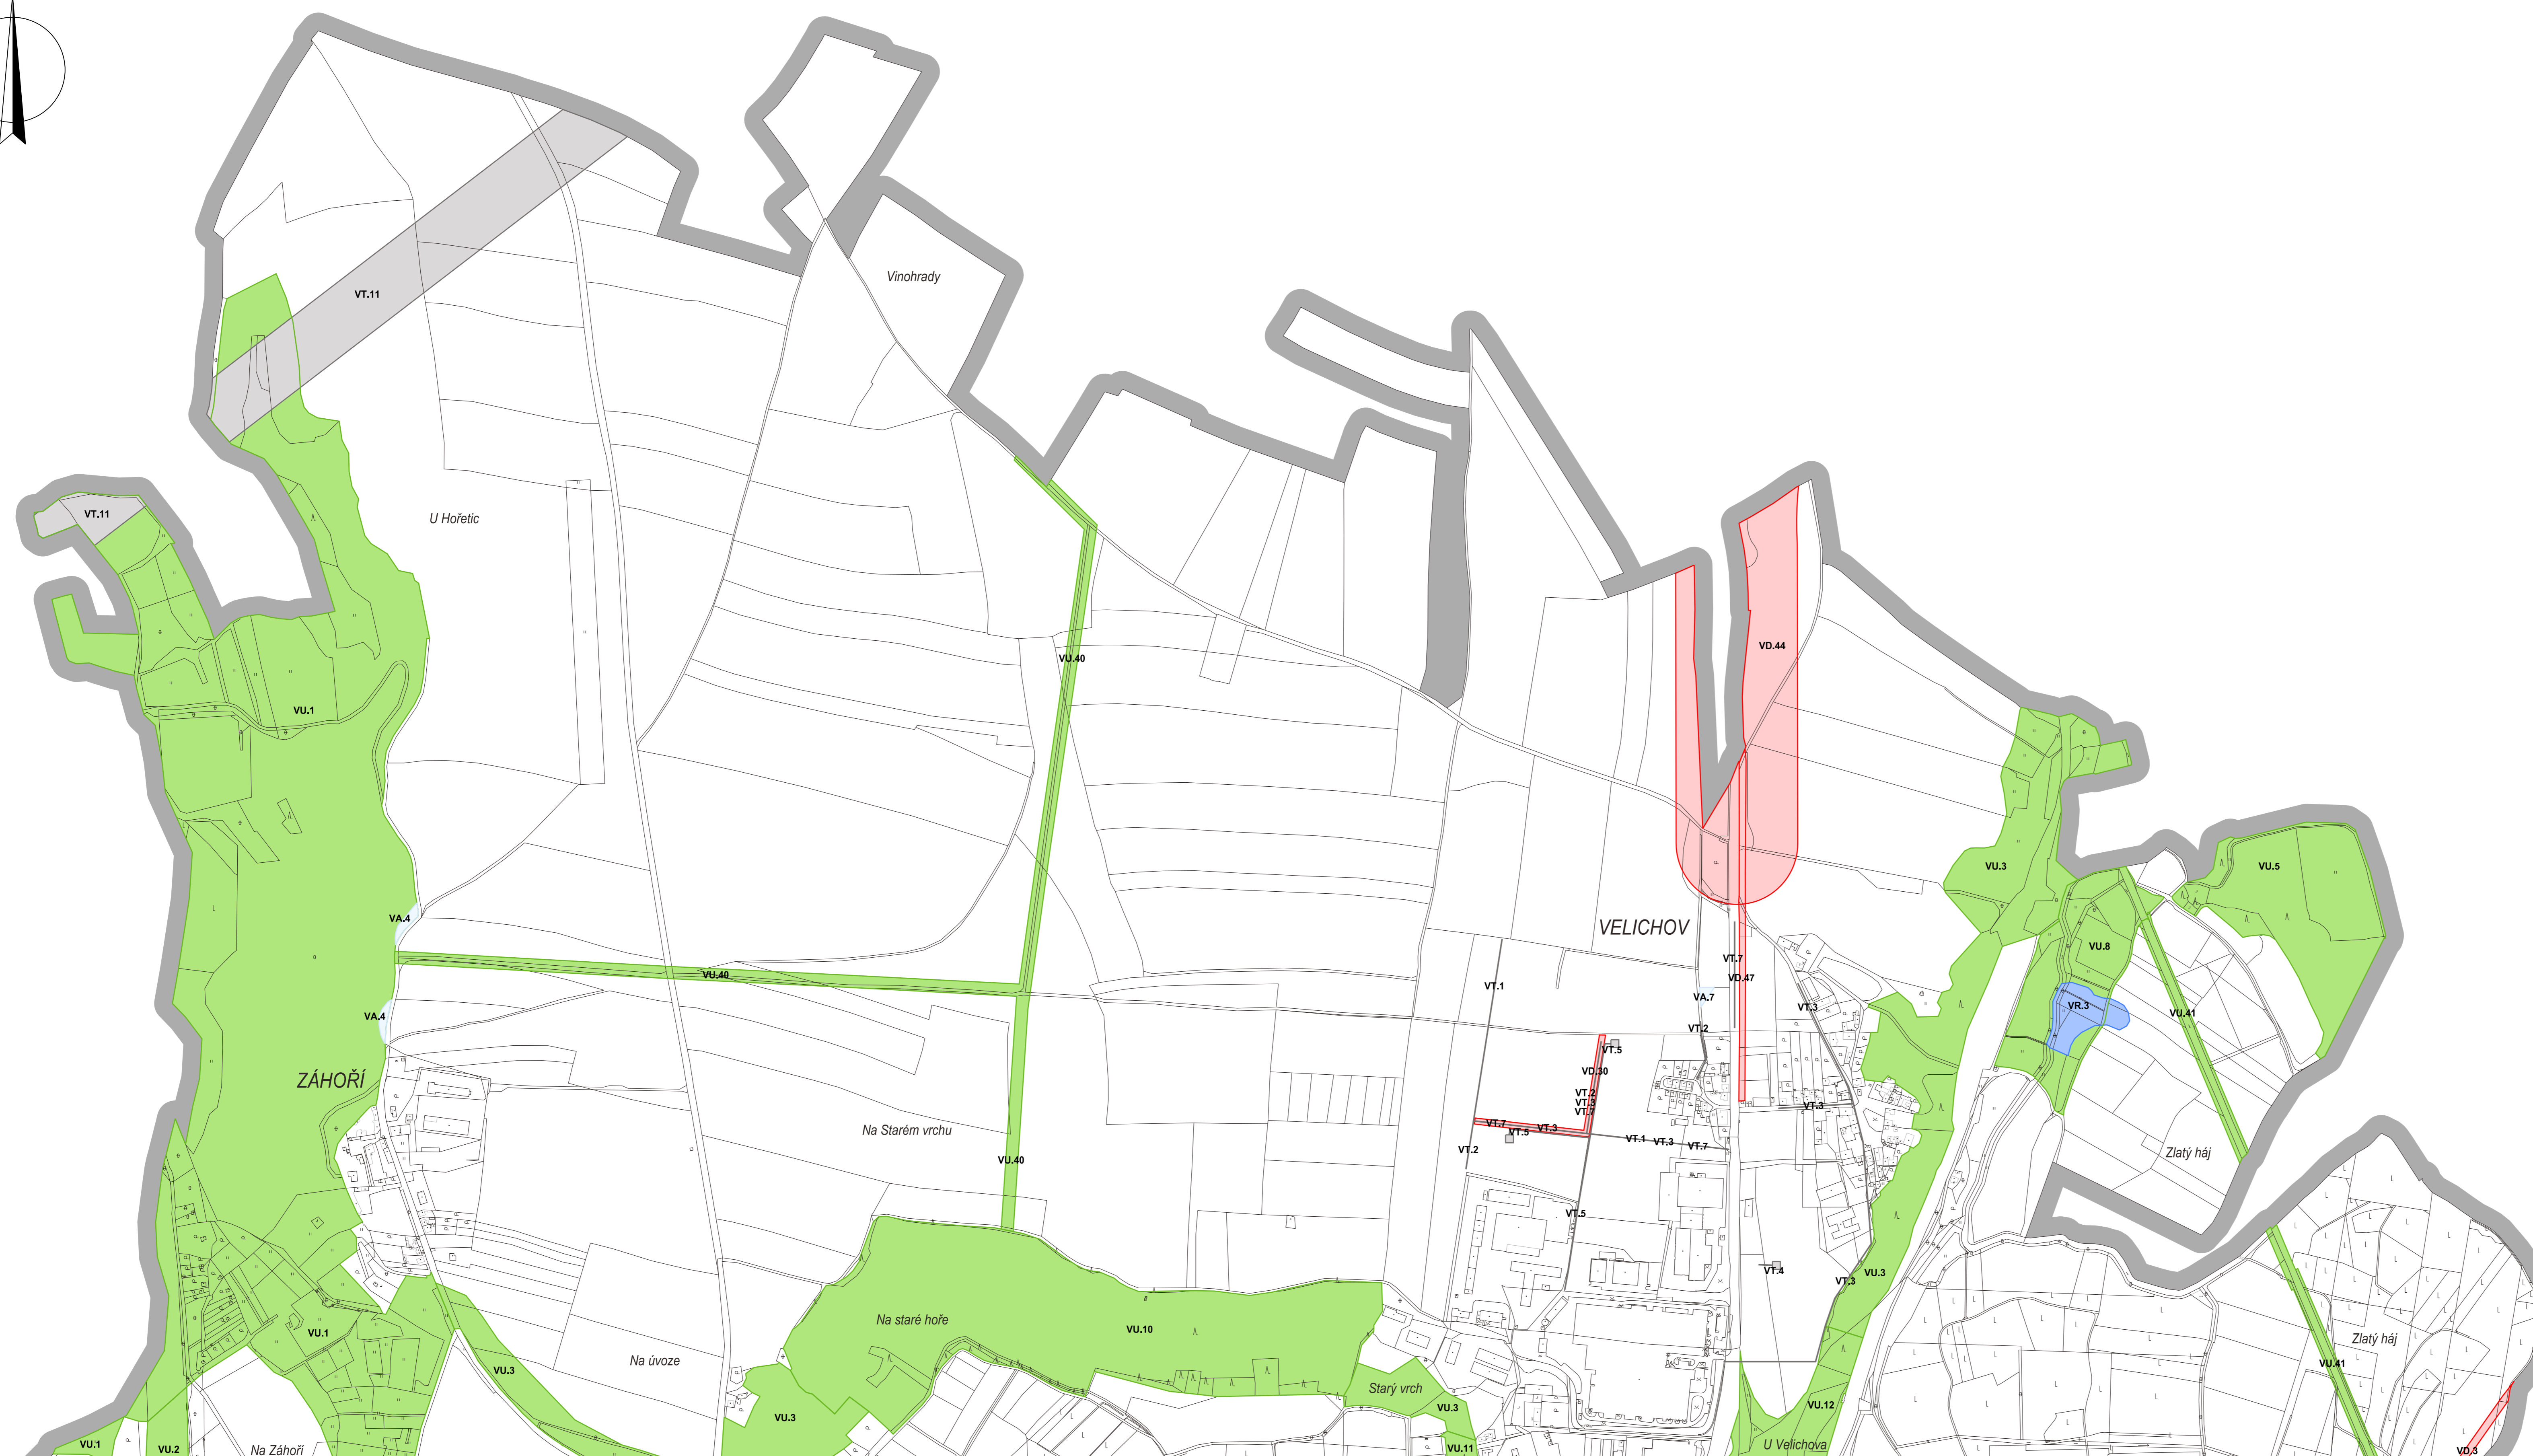 Vinohrady
VT.11
VT.11
U Hořetic
VU.40
VD.44
VU.1
VU.3
VU.5
VA.4
VELICHOV
VU.8
VT.7
VU.40
VD.47
VT.1
VA.7
VR.3
VT.3
VU.41
VA.4
VT.2
VT.5
ZÁHOŘÍ
VD.30
VT.2
VT.3
VT.7
VT.3
VT.7
VT.3
VT.5
Na Starém vrchu
VT.1
VT.3
VT.7
VT.2
Zlatý háj
VU.40
VT.5
VT.4
VU.3
VT.3
Na staré hoře
VU.10
VU.1
Zlatý háj
Na úvoze
VU.41
VU.3
Starý vrch
VU.3
VU.12
VU.3
VU.1
VU.2
Na Záhoří
VU.11
U Velichova
VD.3